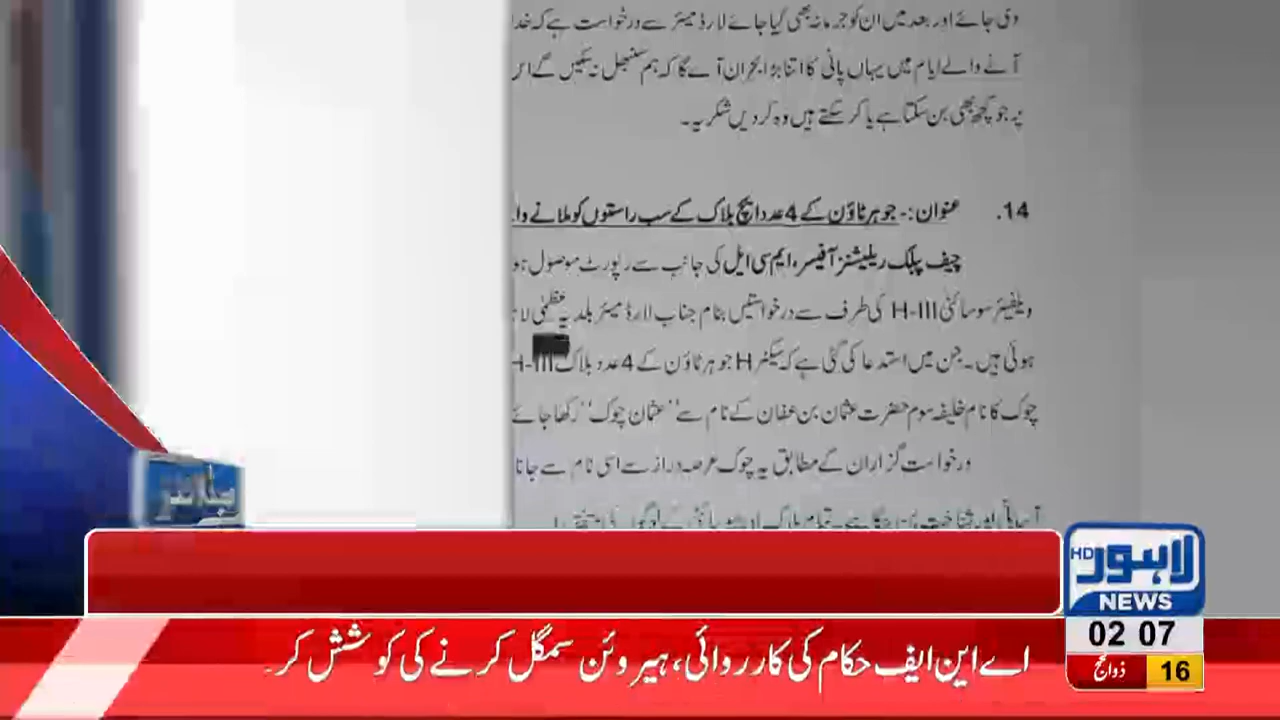 دی جائے اور بعد میں ان کو جرمانہ بھی کیا جائے لارڈ میئر سے درخواست ہے کہ خدا
آنے والے ایام میں یہاں پانی کا اتنا بڑا بحران آئے گا کہ ہم سنبھل نہ سکیں گے اس
پر جو کچھ بھی بن سکتا ہے یا کر سکتے ہیں وہ کر دیں شکریہ۔
14. عنوان:- جوہر ٹاؤن کے 4 عدد ایچ بلاک کے سب راستوں کو ملانے وا
چیف پبلک ریلیشنز آفیسر، ایم سی ایل کی جانب سے رپورٹ موصول ہو
ویلفیئر سوسائٹی H-III کی طرف سے درخواستیں بنام جناب لارڈ میئر بلدیہ عظمٰی لا
ہوئی ہیں۔ جن میں استدعا کی گئی ہے کہ سیکٹر H جوہر ٹاؤن کے 4 عدد بلاک H-III
چوک کا نام خلیفہ سوم حضرت عثمان بن عفان کے نام سے "عثمان چوک" رکھا جائے
درخواست گزاران کے مطابق یہ چوک عرصہ دراز سے اسی نام سے جانا
لاہور HD
NEWS
02 07
ذوالحج 16
اے این ایف حکام کی کارروائی، ہیروئن سمگل کرنے کی کوشش کر